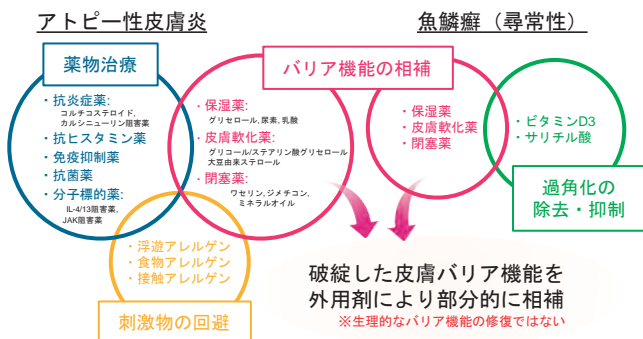 アトピー性皮膚炎
魚鱗癬（尋常性）
薬物治療
・抗炎症薬:
コルチコステロイド,
カルシニューリン阻害薬
・抗ヒスタミン薬
・免疫抑制薬
・抗菌薬
・分子標的薬:
IL-4/13阻害薬,
JAK阻害薬
バリア機能の相補
・保湿薬:
グリセロール, 尿素, 乳酸
・皮膚軟化薬:
グリコール/ステアリン酸グリセロール
大豆由来ステロール
・閉塞薬:
ワセリン, ジメチコン,
ミネラルオイル
・保湿薬
・皮膚軟化薬
・閉塞薬
・ビタミンD3
・サリチル酸
過角化の
除去・抑制
・浮遊アレルゲン
・食物アレルゲン
・接触アレルゲン
刺激物の回避
破綻した皮膚バリア機能を
外用剤により部分的に相補
※生理的なバリア機能の修復ではない